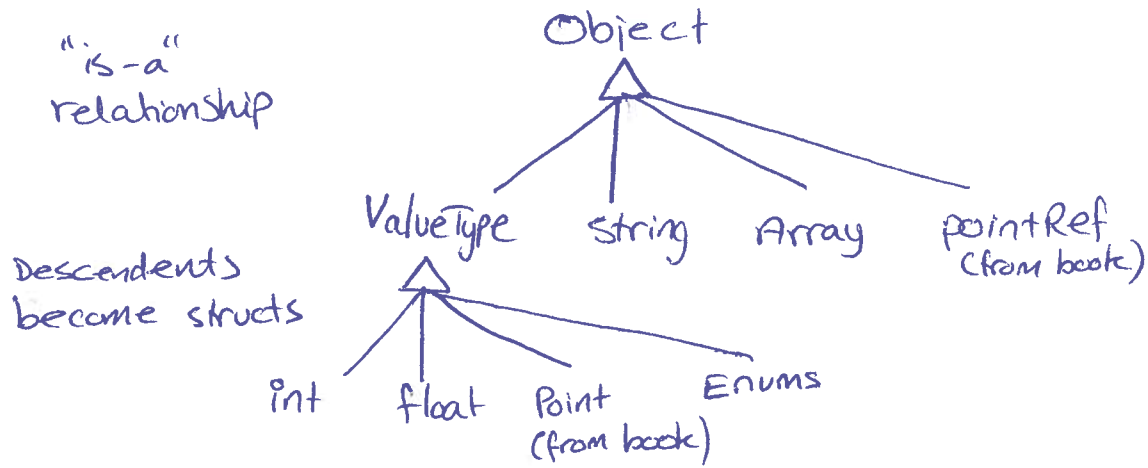 Object
"is-a"
relationship
ValueType
String
Array
pointRef
(from book)
Descendents
become structs
int
float
Point
(from book)
Enums